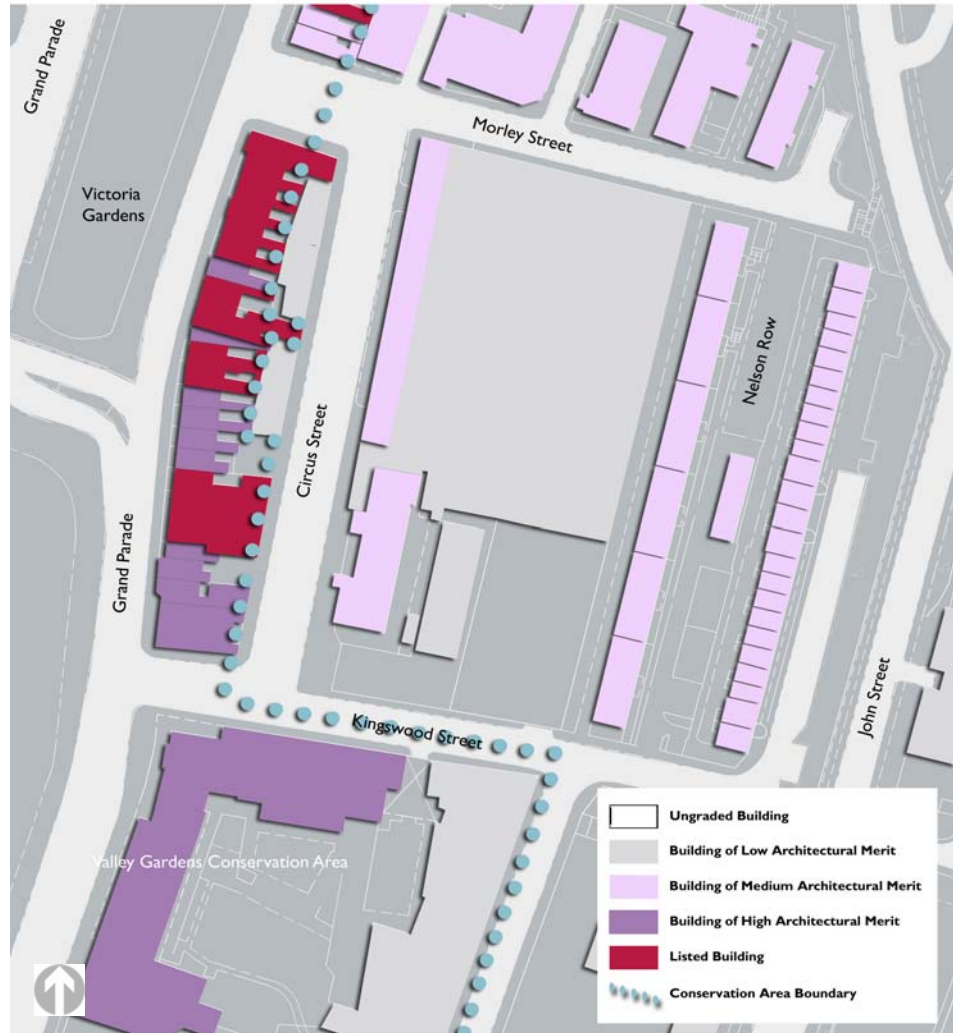 Grand Parade
Morley Street
Victoria
Gardens
Nelson Row
Circus Street
Grand Parade
John Street
Kingswood Street
Valley Gardens Conservation Area
Ungraded Building
Building of Low Architectural Merit
Building of Medium Architectural Merit
Building of High Architectural Merit
Listed Building
Conservation Area Boundary